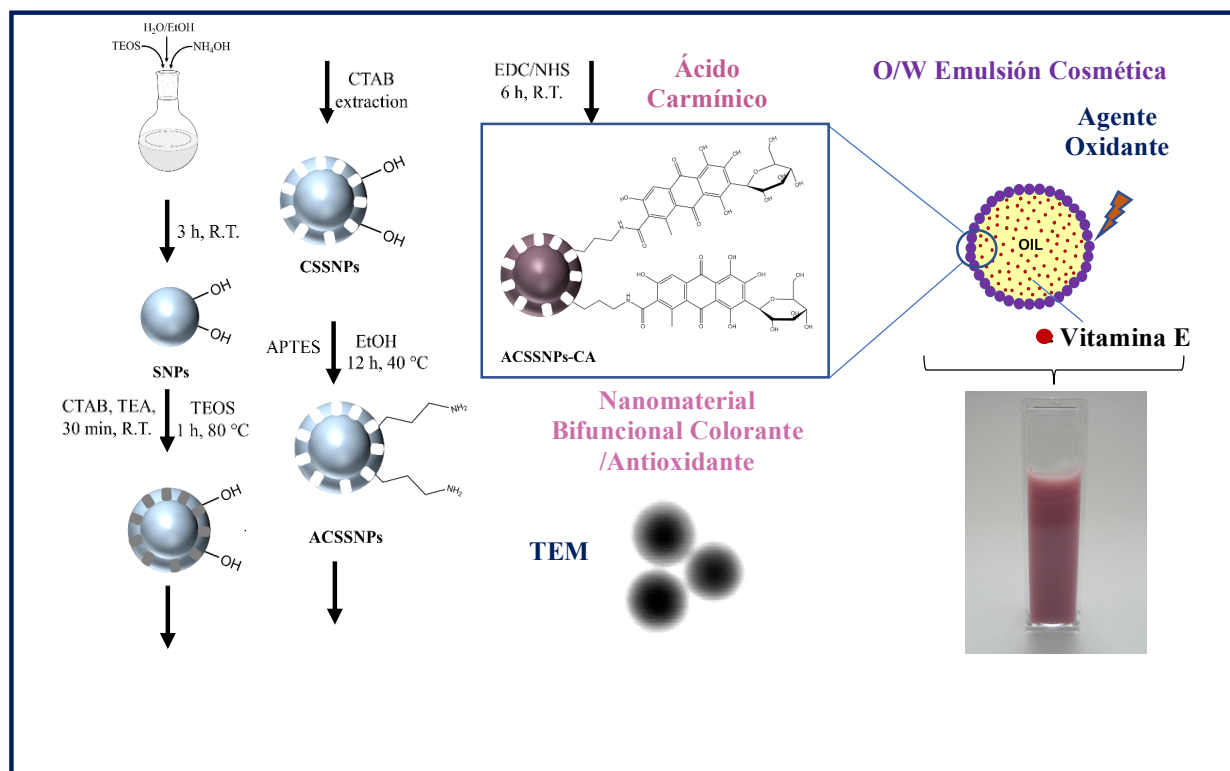 H₂O/EtOH
TEOS
NH₄OH
3 h, R.T.
OH
OH
SNPs
CTAB, TEA,
30 min, R.T.
TEOS
1 h, 80 °C
OH
OH
CTAB
extraction
OH
OH
CSSNPs
APTES
EtOH
12 h, 40 °C
NH₂
NH₂
ACSSNPs
EDC/NHS
6 h, R.T.
Ácido
Carmínico
ACSSNPs-CA
Nanomaterial
Bifuncional Colorante
/Antioxidante
TEM
O/W Emulsión Cosmética
Agente
Oxidante
OIL
Vitamina E